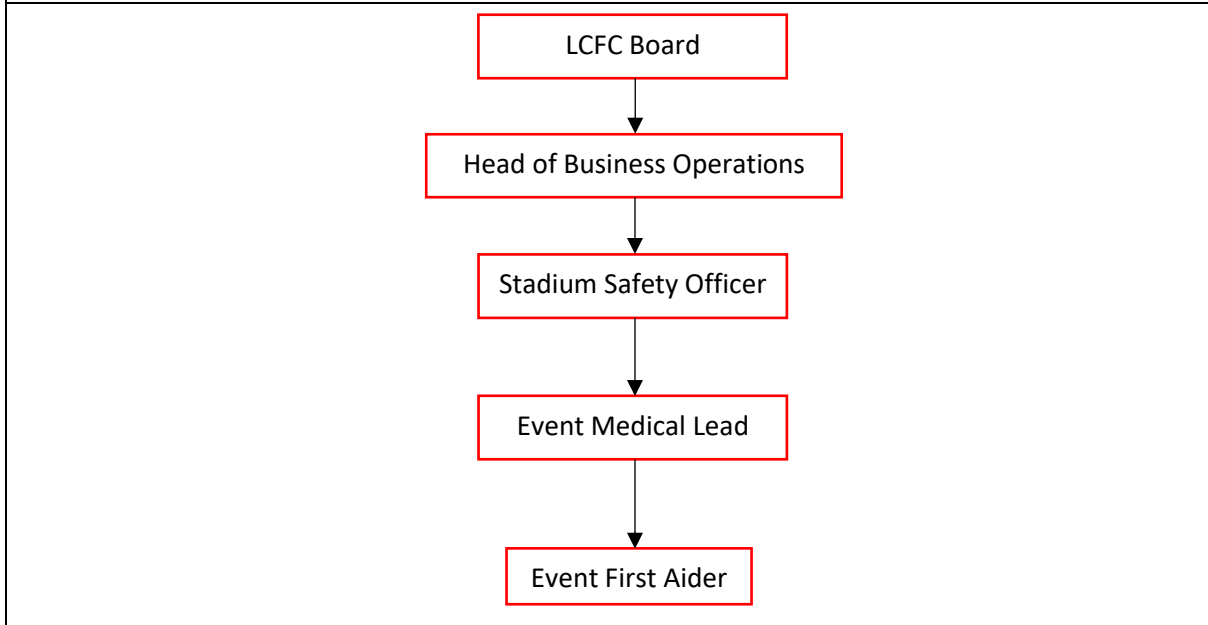 LCFC Board
Head of Business Operations
Stadium Safety Officer
Event Medical Lead
Event First Aider